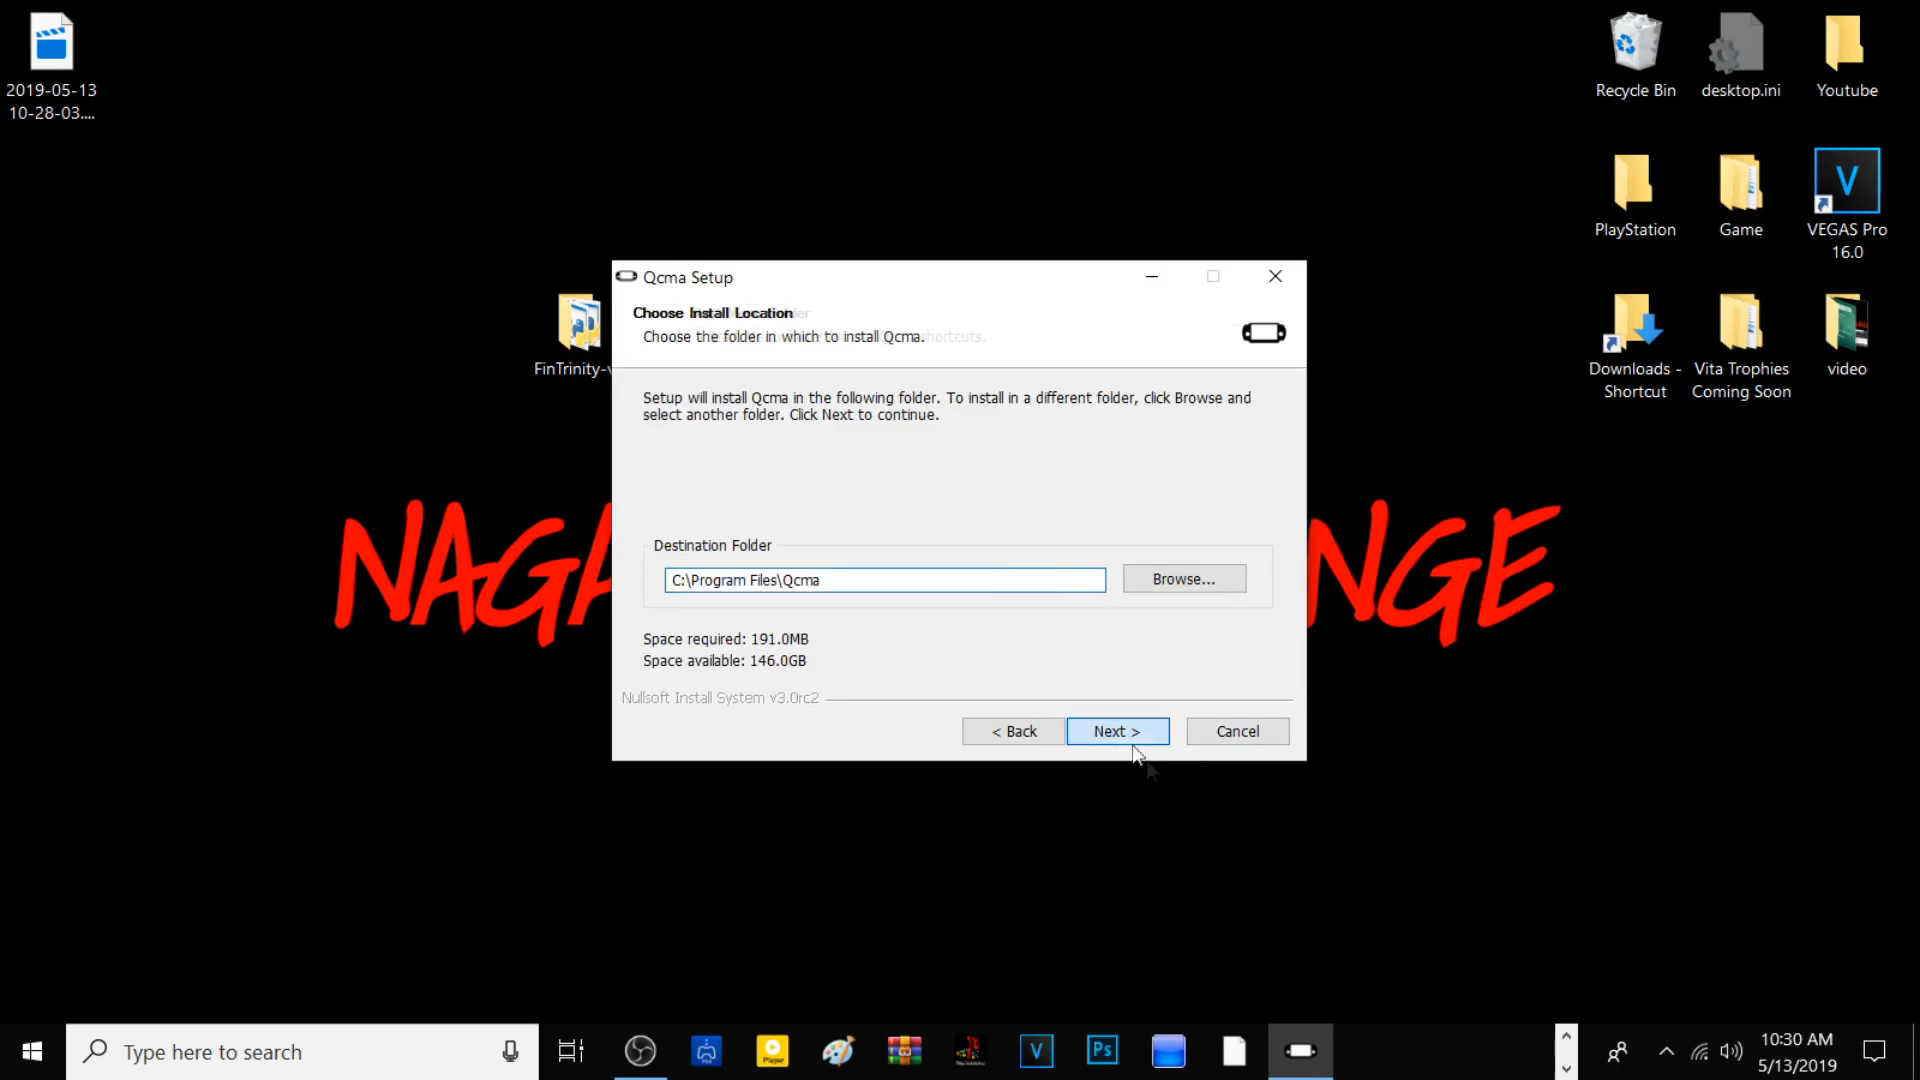 2019-05-13
10-28-03....
Recycle Bin
desktop.ini
Youtube
PlayStation
Game
VEGAS Pro
16.0
Downloads -
Shortcut
Vita Trophies
Coming Soon
video
FinTrinity-v
Qcma Setup
Choose Install Location
Choose the folder in which to install Qcma.
shortcuts.
Setup will install Qcma in the following folder. To install in a different folder, click Browse and
select another folder. Click Next to continue.
Destination Folder
C:\Program Files\Qcma
Browse...
Space required: 191.0MB
Space available: 146.0GB
Nullsoft Install System v3.0rc2
< Back
Next >
Cancel
NAGA
NGE
Type here to search
Player
V
Ps
10:30 AM
5/13/2019